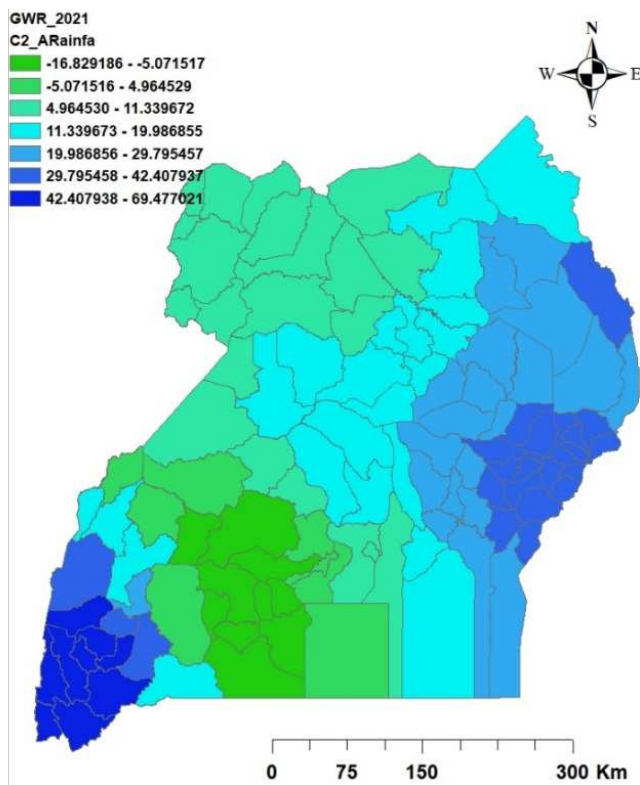 GWR_2021
C2_ARainfa
-16.829186 - -5.071517
-5.071516 - 4.964529
4.964530 - 11.339672
11.339673 - 19.986855
19.986856 - 29.795457
29.795458 - 42.407937
42.407938 - 69.477021
N
W E
S
0 75 150 300 Km